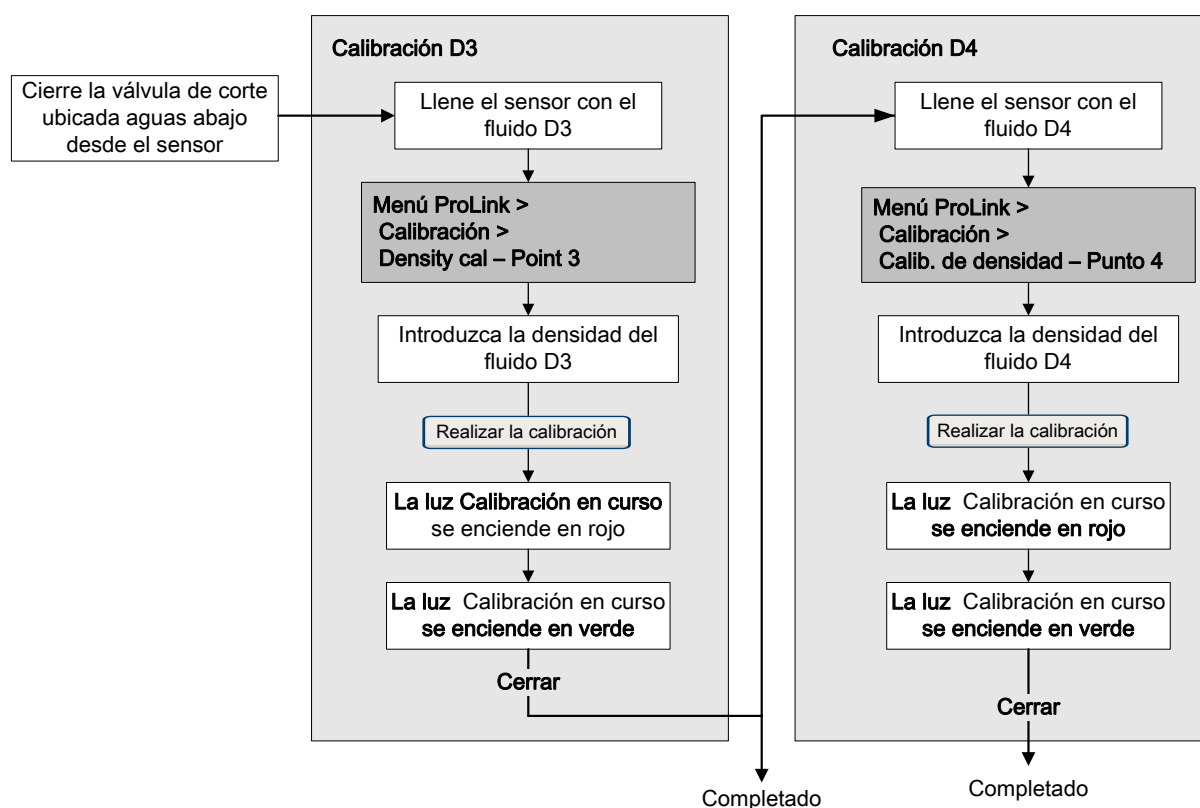 Cierre la válvula de corte
ubicada aguas abajo
desde el sensor
Calibración D3
Llene el sensor con el
fluido D3
Menú ProLink >
Calibración >
Density cal – Point 3
Introduzca la densidad del
fluido D3
Realizar la calibración
La luz Calibración en curso
se enciende en rojo
La luz Calibración en curso
se enciende en verde
Cerrar
Completado
Calibración D4
Llene el sensor con el
fluido D4
Menú ProLink >
Calibración >
Calib. de densidad – Punto 4
Introduzca la densidad del
fluido D4
Realizar la calibración
La luz Calibración en curso
se enciende en rojo
La luz Calibración en curso
se enciende en verde
Cerrar
Completado